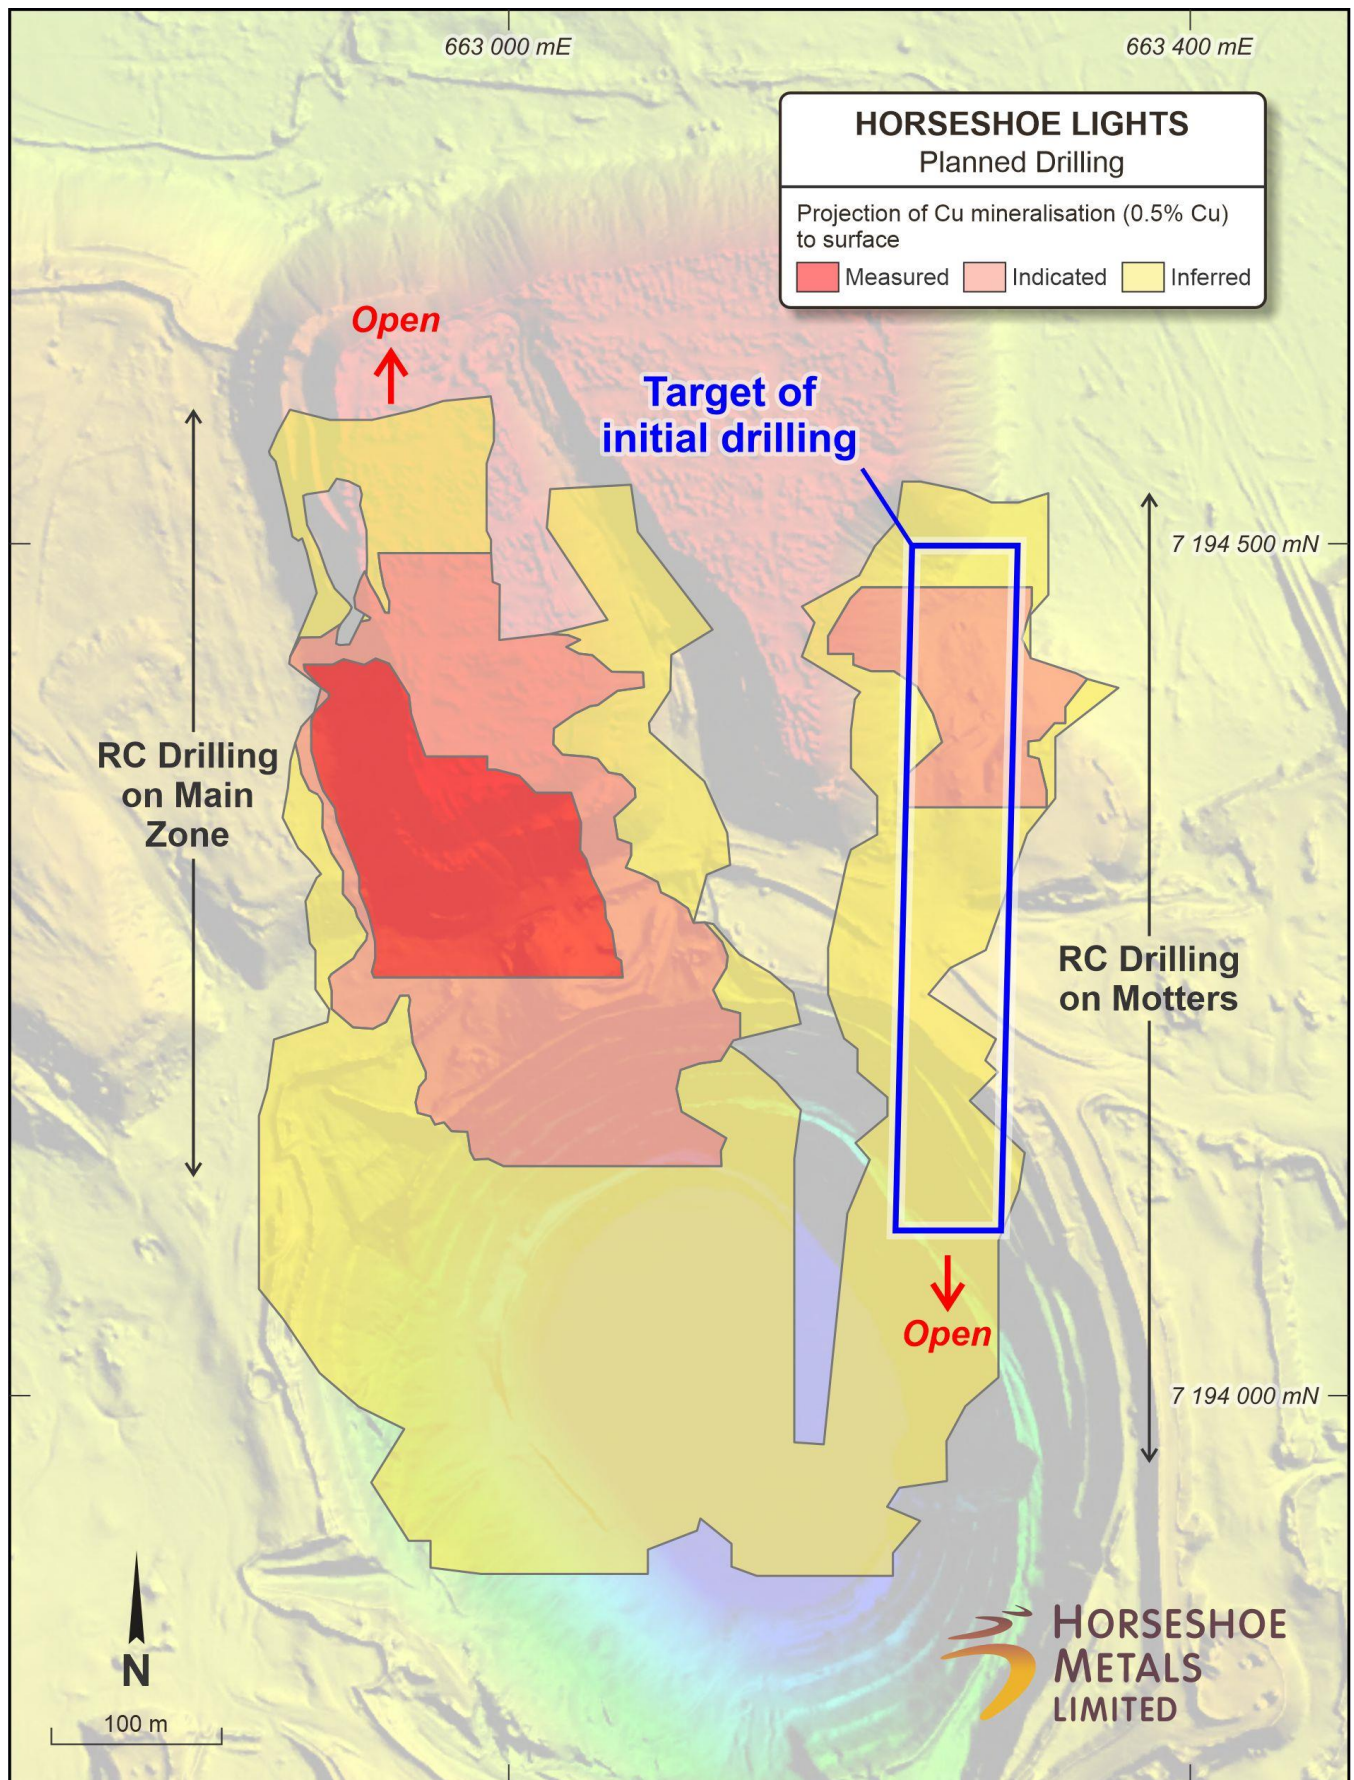 663 000 mE
663 400 mE
HORSESHOE LIGHTS
Planned Drilling
Projection of Cu mineralisation (0.5% Cu)
to surface
Measured
Indicated
Inferred
Open
Target of
initial drilling
7 194 500 mN
RC Drilling
on Main
Zone
RC Drilling
on Motters
Open
7 194 000 mN
N
100 m
HORSESHOE
METALS
LIMITED